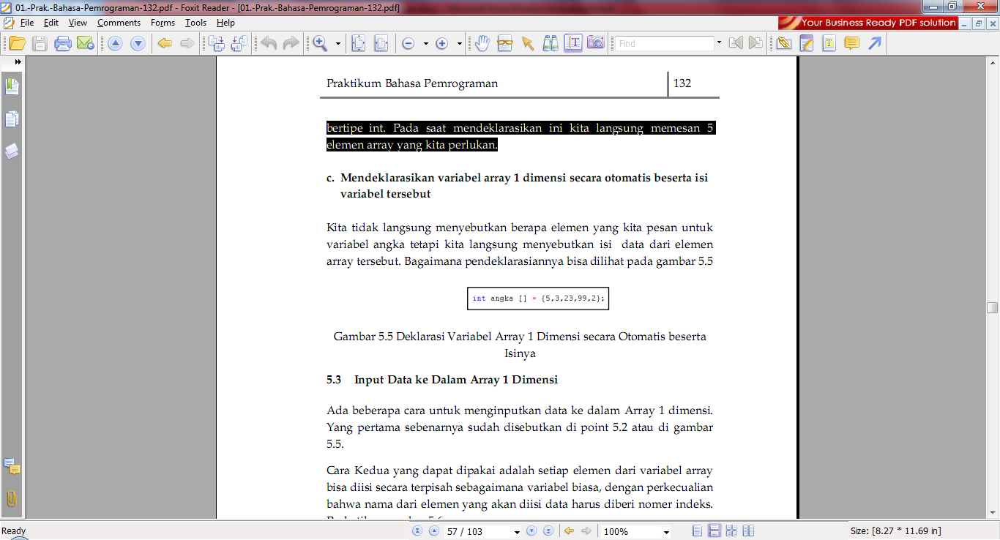 01.-Prak.-Bahasa-Pemrograman-132.pdf - Foxit Reader - [01.-Prak.-Bahasa-Pemrograman-132.pdf]
File Edit View Comments Forms Tools Help
Your Business Ready PDF solution
Find
Praktikum Bahasa Pemrograman 132
bertipe int. Pada saat mendeklarasikan ini kita langsung memesan 5
elemen array yang kita perlukan.
c. Mendeklarasikan variabel array 1 dimensi secara otomatis beserta isi
variabel tersebut
Kita tidak langsung menyebutkan berapa elemen yang kita pesan untuk
variabel angka tetapi kita langsung menyebutkan isi data dari elemen
array tersebut. Bagaimana pendeklarasiannya bisa dilihat pada gambar 5.5
int angka [] = {5,3,23,99,2};
Gambar 5.5 Deklarasi Variabel Array 1 Dimensi secara Otomatis beserta
Isinya
5.3 Input Data ke Dalam Array 1 Dimensi
Ada beberapa cara untuk menginputkan data ke dalam Array 1 dimensi.
Yang pertama sebenarnya sudah disebutkan di point 5.2 atau di gambar
5.5.
Cara Kedua yang dapat dipakai adalah setiap elemen dari variabel array
bisa diisi secara terpisah sebagaimana variabel biasa, dengan perkecualian
bahwa nama dari elemen yang akan diisi data harus diberi nomer indeks.
Ready 57 / 103 100% Size: [8.27 * 11.69 in]